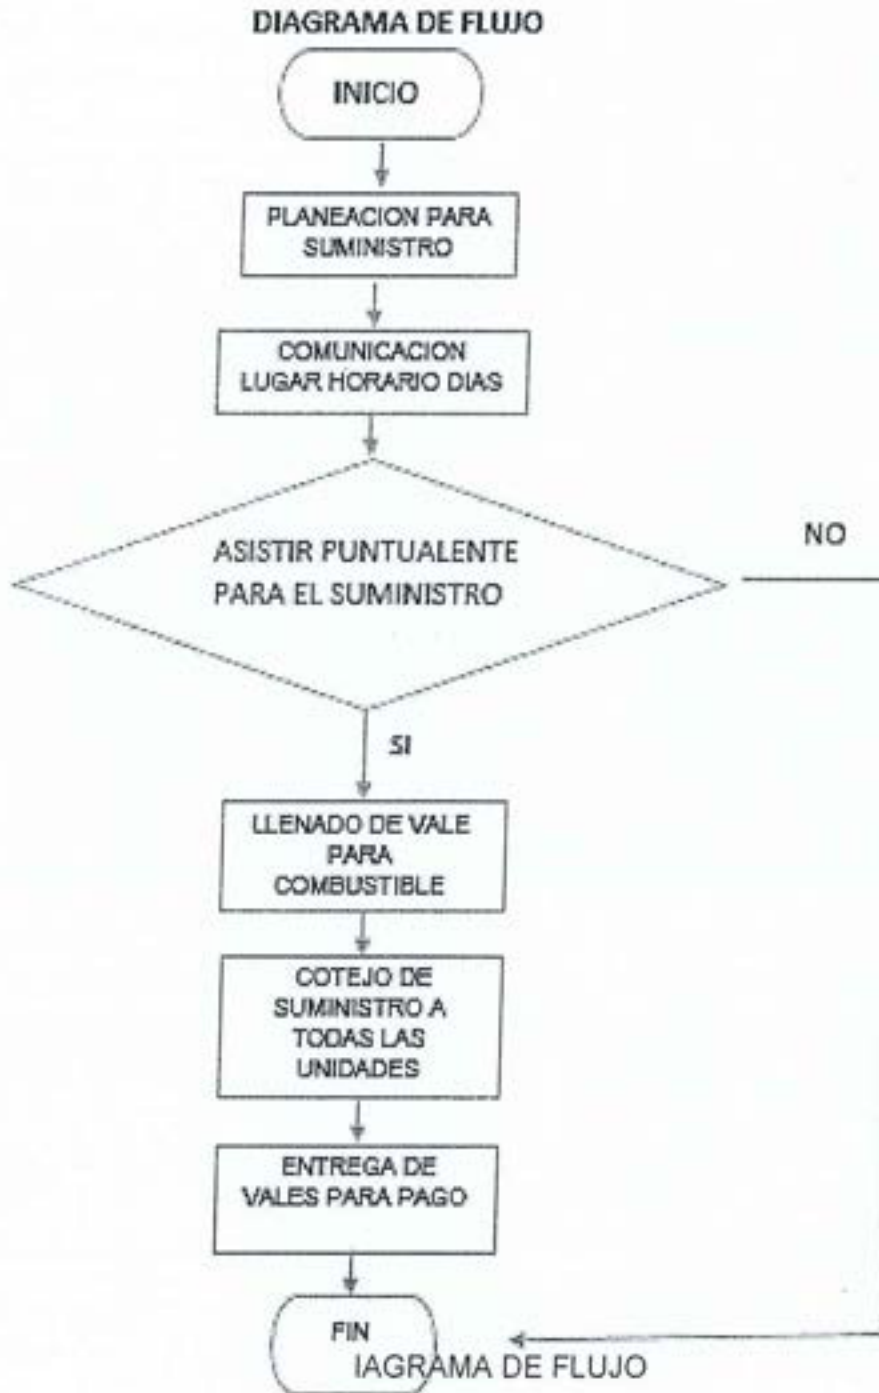 DIAGRAMA DE FLUJO
INICIO
PLANEACION PARA
SUMINISTRO
COMUNICACION
LUGAR HORARIO DIAS
ASISTIR PUNTUALENTE
PARA EL SUMINISTRO
NO
SI
LLENADO DE VALE
PARA
COMBUSTIBLE
COTEJO DE
SUMINISTRO A
TODAS LAS
UNIDADES
ENTREGA DE
VALES PARA PAGO
FIN
IAGRAMA DE FLUJO